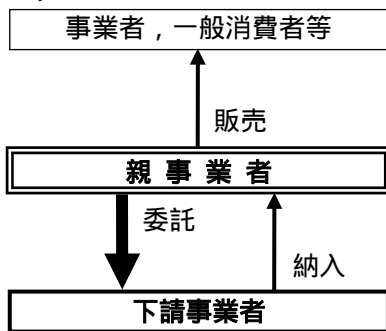 事業者，一般消費者等
販売
親事業者
委託
納入
下請事業者